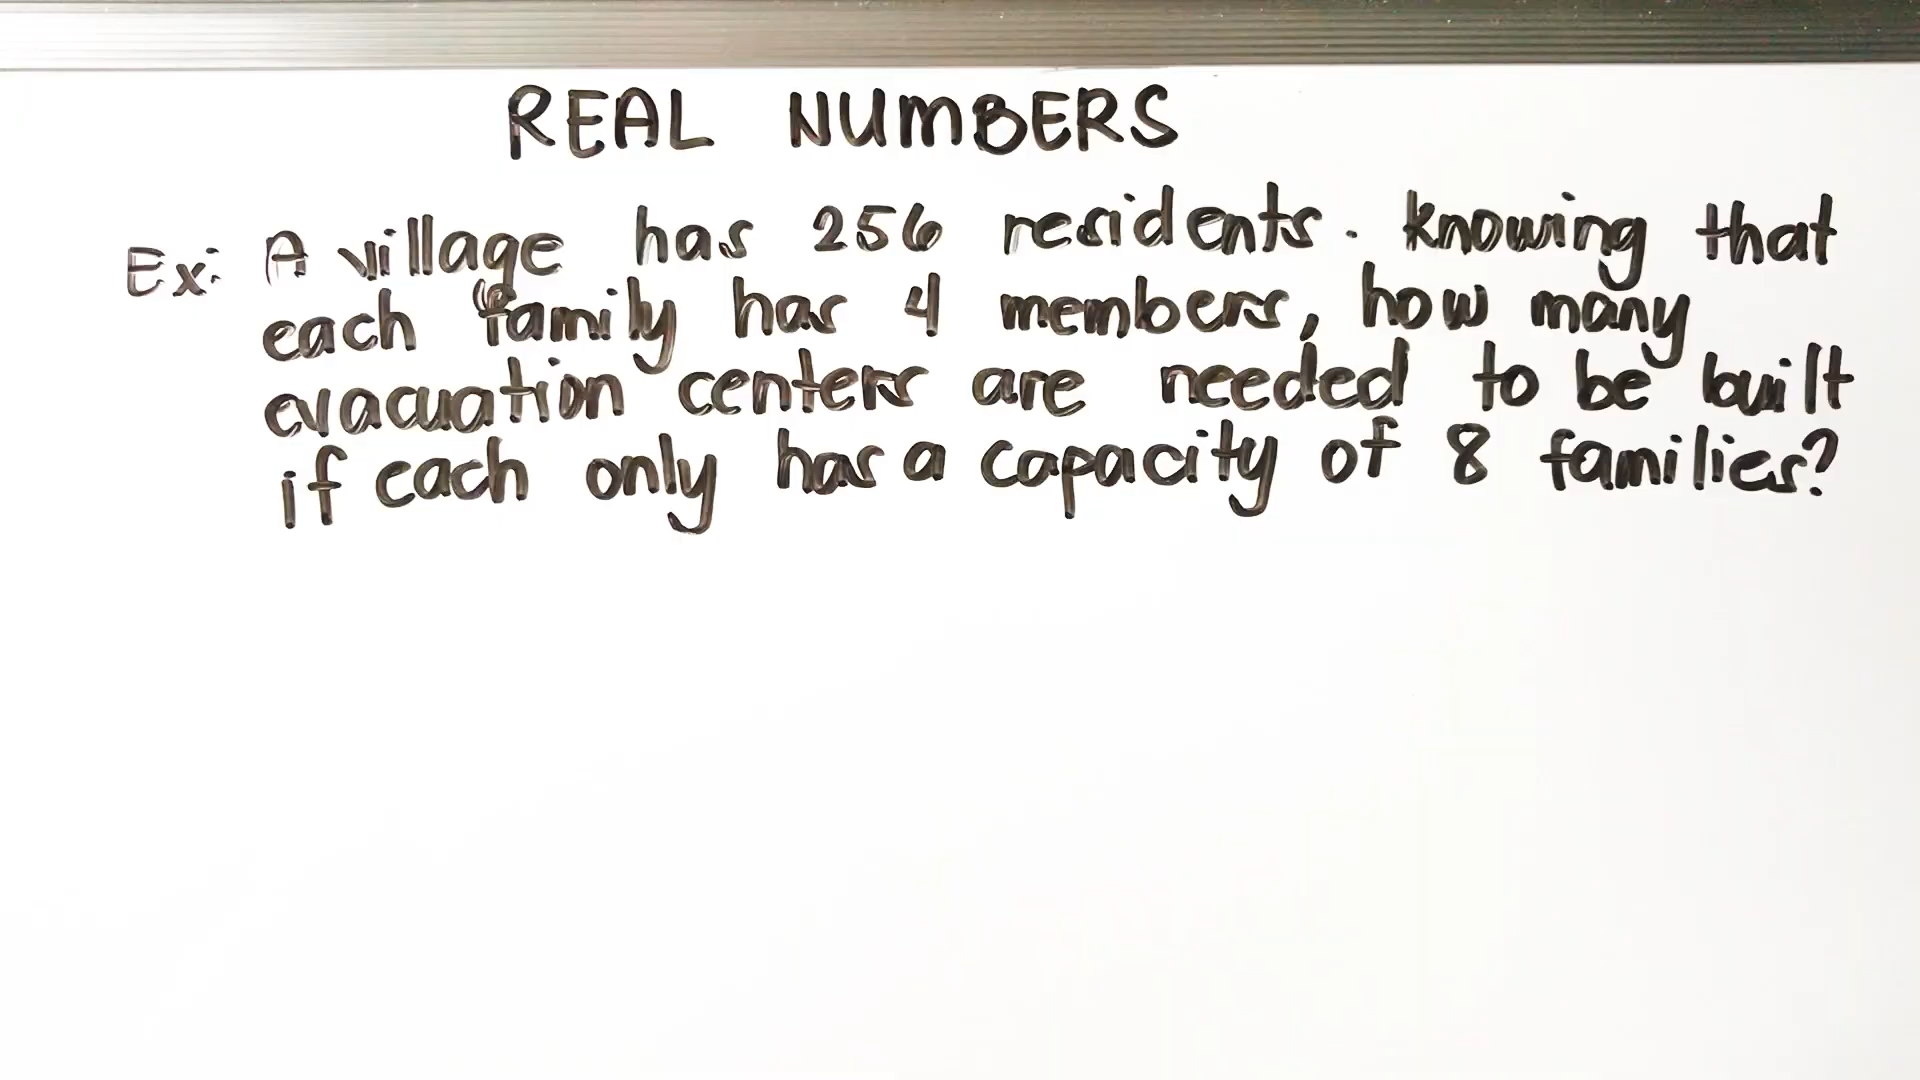 REAL NUMBERS
Ex: A village has 256 residents. Knowing that
each family has 4 members, how many
evacuation centers are needed to be built
if each only has a capacity of 8 families?